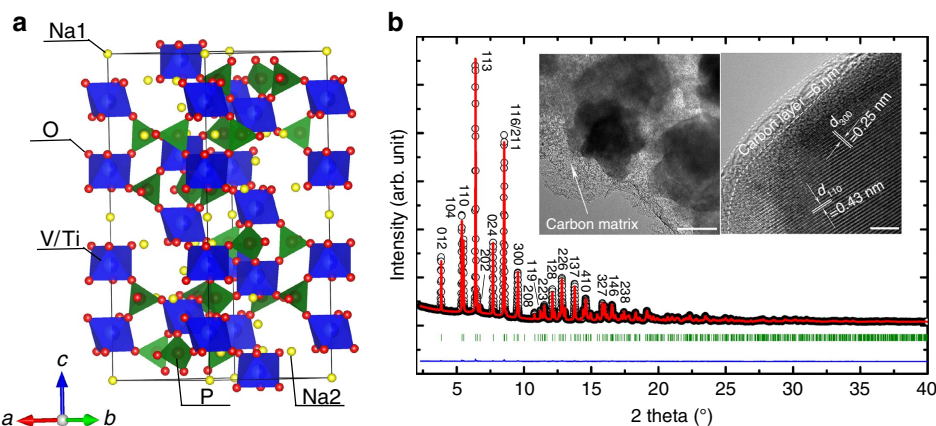 a
Na1
O
V/Ti
P
Na2
c
a
b
b
Intensity (arb. unit)
012
104
110
113
202
024
116/211
300
119
208
223
128
226
137
410
327
146
238
Carbon matrix
Carbon layer ~6 nm
d300
=0.25 nm
d110
=0.43 nm
5
10
15
20
25
30
35
40
2 theta (°)